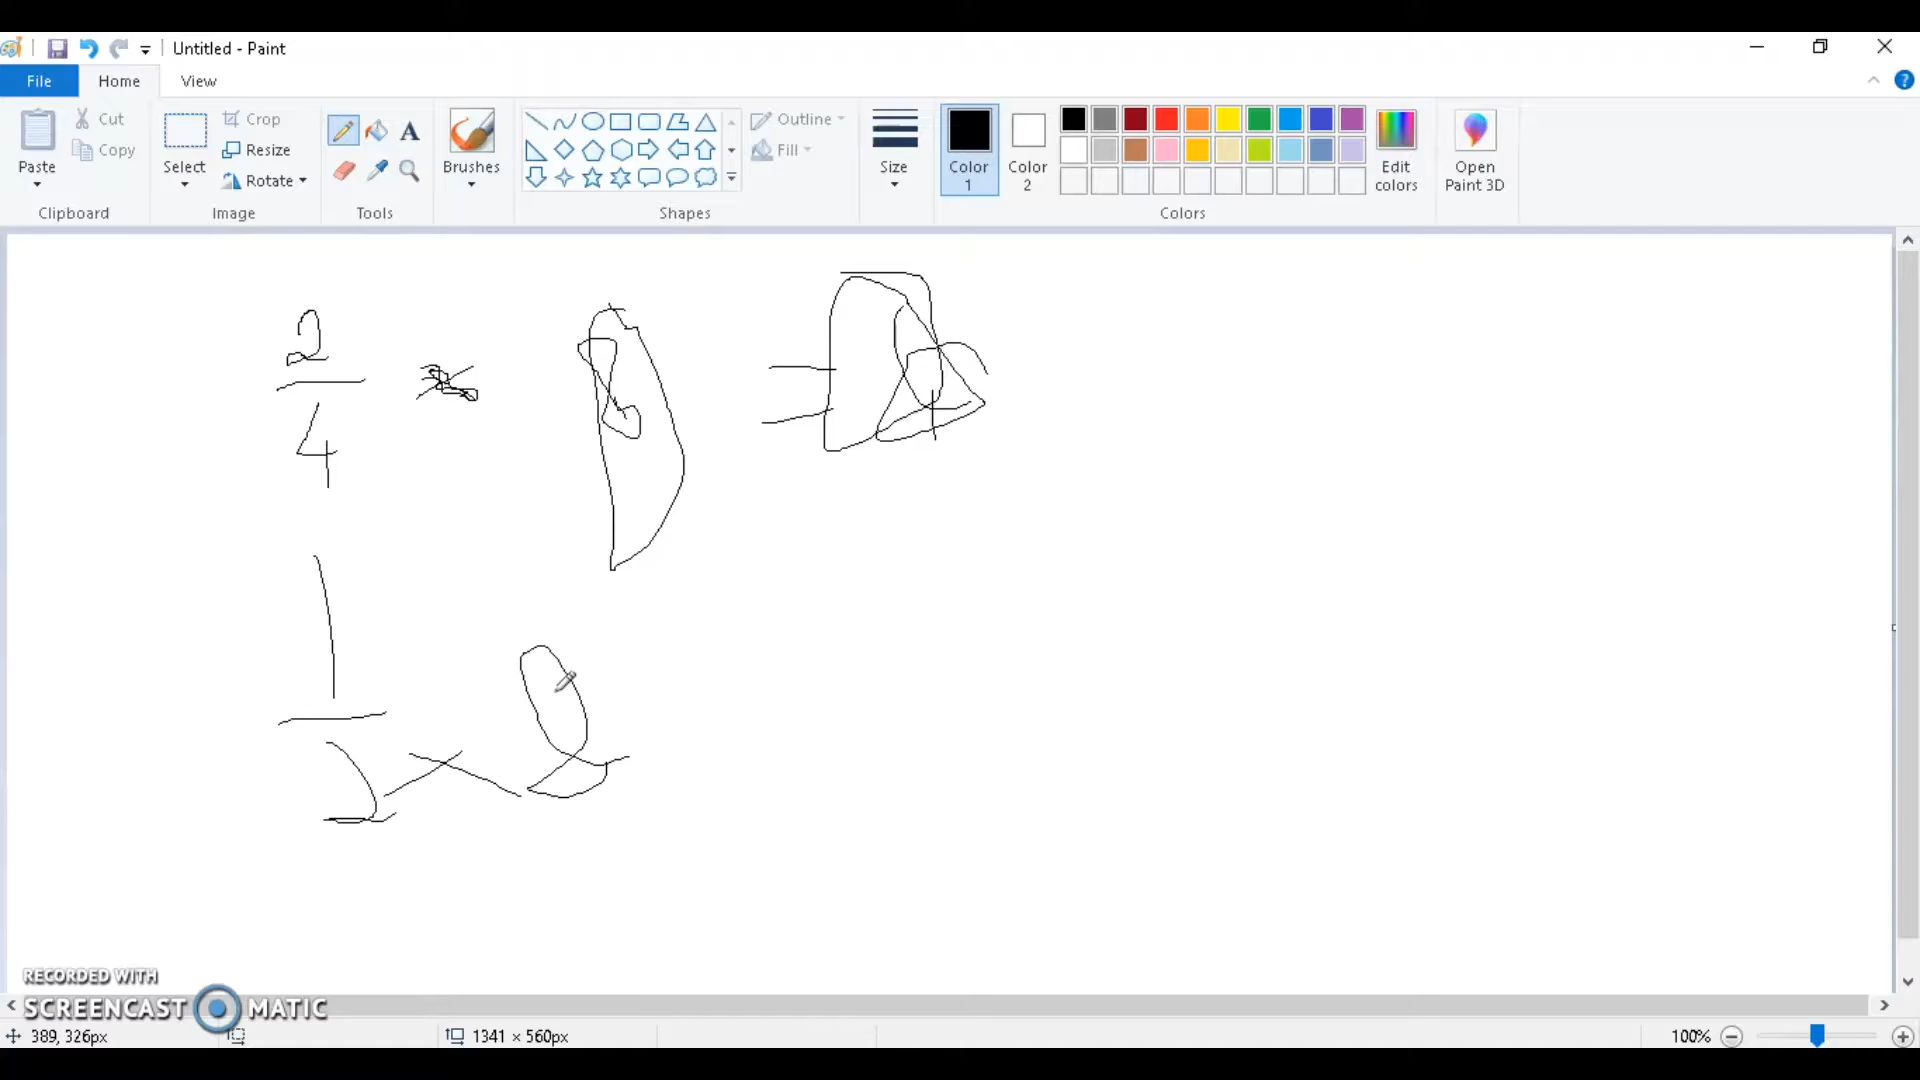 Untitled - Paint
File Home View
Cut
Copy
Paste
Clipboard
Select
Crop
Resize
Rotate
Image
A
Tools
Brushes
Shapes
Outline
Fill
Size
Color 1
Color 2
Colors
Edit colors
Open Paint 3D
2
4
1
2 ×
RECORDED WITH
SCREENCAST MATIC
389, 326px
1341 × 560px
100%